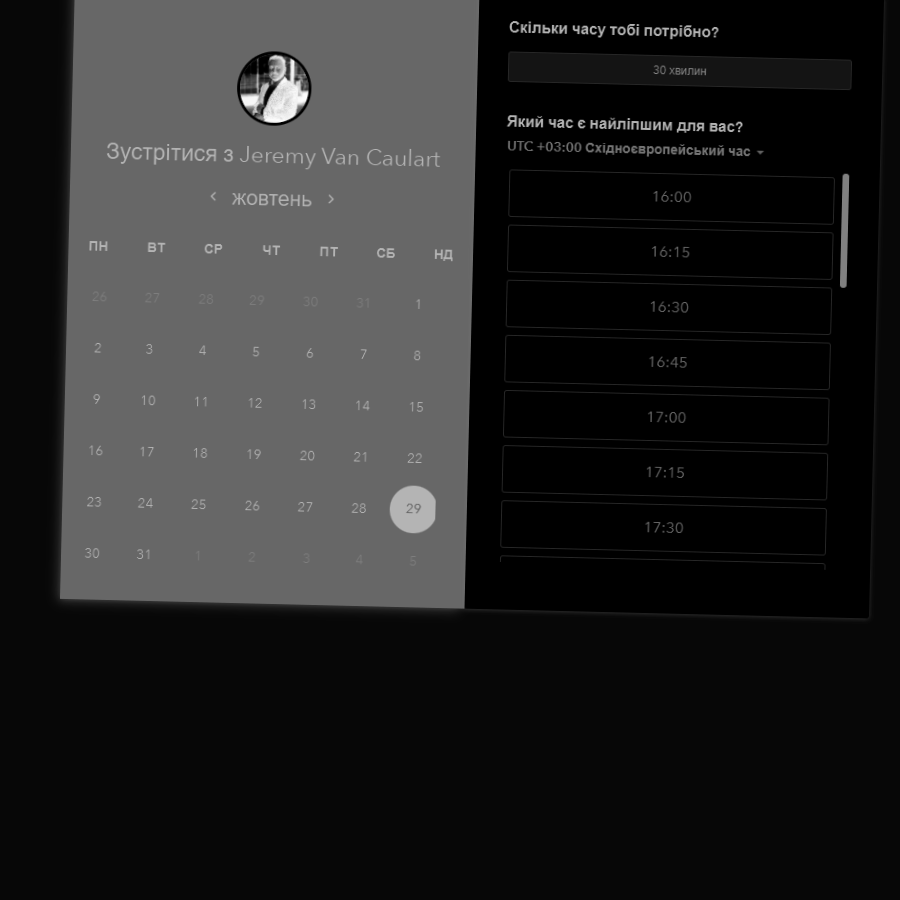 Зустрітися з Jeremy Van Caulart
‹ жовтень ›
ПН ВТ СР ЧТ ПТ СБ НД
26 27 28 29 30 31 1
2 3 4 5 6 7 8
9 10 11 12 13 14 15
16 17 18 19 20 21 22
23 24 25 26 27 28 29
30 31 1 2 3 4 5
Скільки часу тобі потрібно?
30 хвилин
Який час є найліпшим для вас?
UTC +03:00 Східноєвропейський час
16:00
16:15
16:30
16:45
17:00
17:15
17:30